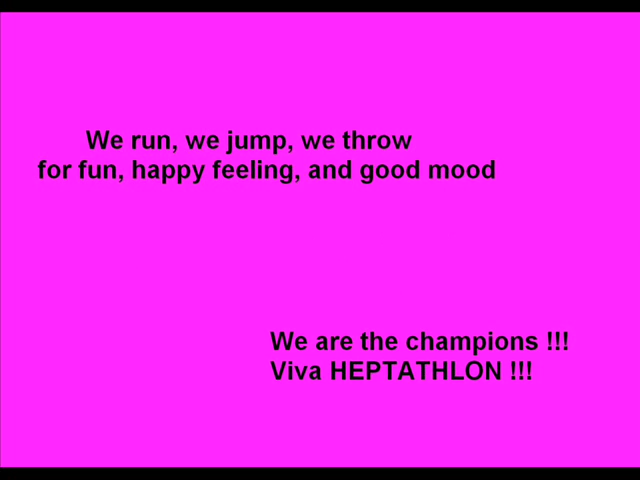 We run, we jump, we throw
for fun, happy feeling, and good mood
We are the champions !!!
Viva HEPTATHLON !!!